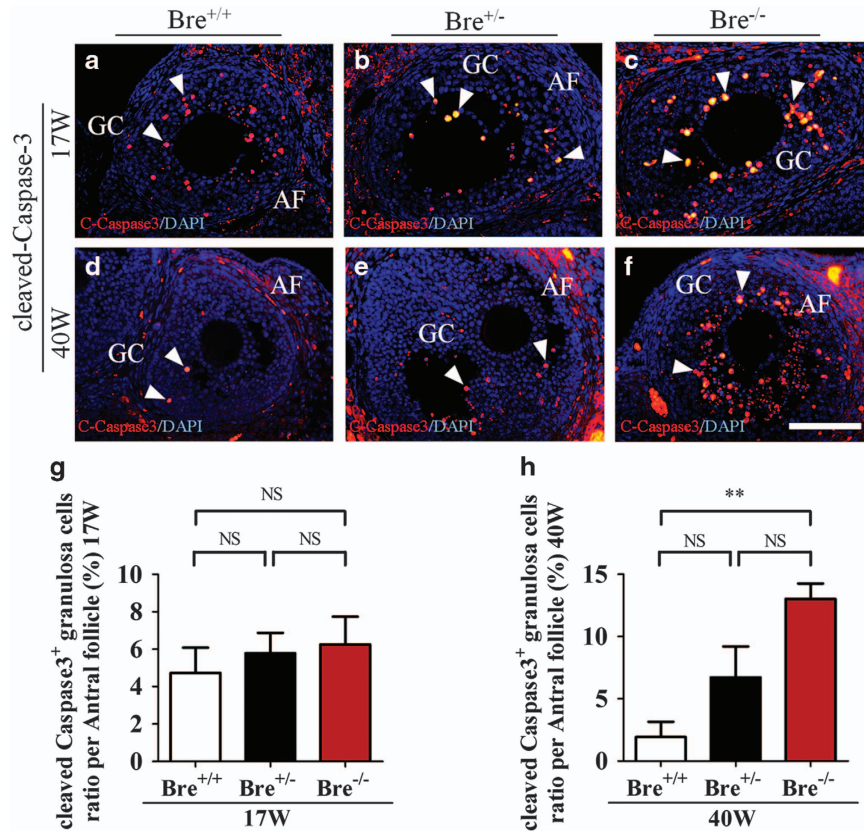 Bre+/+ Bre+/- Bre-/-
cleaved-Caspase-3
17W
40W
a
GC
AF
C-Caspase3/DAPI
b
GC
AF
C-Caspase3/DAPI
c
GC
C-Caspase3/DAPI
d
AF
GC
C-Caspase3/DAPI
e
AF
GC
C-Caspase3/DAPI
f
GC
AF
C-Caspase3/DAPI
g
NS
NS NS
cleaved Caspase3+ granulosa cells
ratio per Antral follicle (%) 17W
10
8
6
4
2
0
Bre+/+ Bre+/- Bre-/-
17W
h
**
NS NS
cleaved Caspase3+ granulosa cells
ratio per Antral follicle (%) 40W
15
10
5
0
Bre+/+ Bre+/- Bre-/-
40W